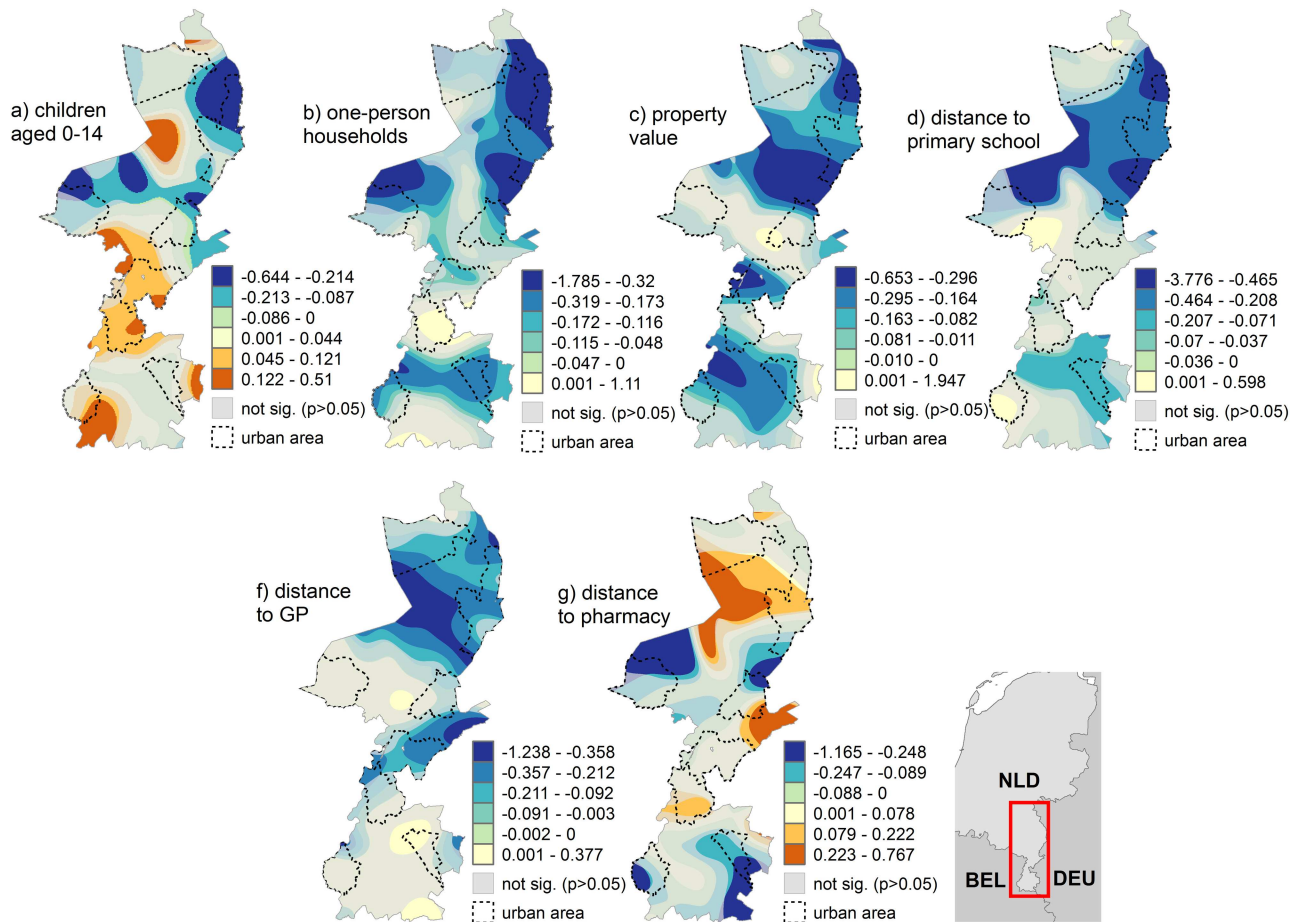 a) children
aged 0-14
-0.644 - -0.214
-0.213 - -0.087
-0.086 - 0
0.001 - 0.044
0.045 - 0.121
0.122 - 0.51
not sig. (p>0.05)
urban area
b) one-person
households
-1.785 - -0.32
-0.319 - -0.173
-0.172 - -0.116
-0.115 - -0.048
-0.047 - 0
0.001 - 1.11
not sig. (p>0.05)
urban area
c) property
value
-0.653 - -0.296
-0.295 - -0.164
-0.163 - -0.082
-0.081 - -0.011
-0.010 - 0
0.001 - 1.947
not sig. (p>0.05)
urban area
d) distance to
primary school
-3.776 - -0.465
-0.464 - -0.208
-0.207 - -0.071
-0.07 - -0.037
-0.036 - 0
0.001 - 0.598
not sig. (p>0.05)
urban area
f) distance
to GP
-1.238 - -0.358
-0.357 - -0.212
-0.211 - -0.092
-0.091 - -0.003
-0.002 - 0
0.001 - 0.377
not sig. (p>0.05)
urban area
g) distance
to pharmacy
-1.165 - -0.248
-0.247 - -0.089
-0.088 - 0
0.001 - 0.078
0.079 - 0.222
0.223 - 0.767
not sig. (p>0.05)
urban area
NLD
BEL
DEU